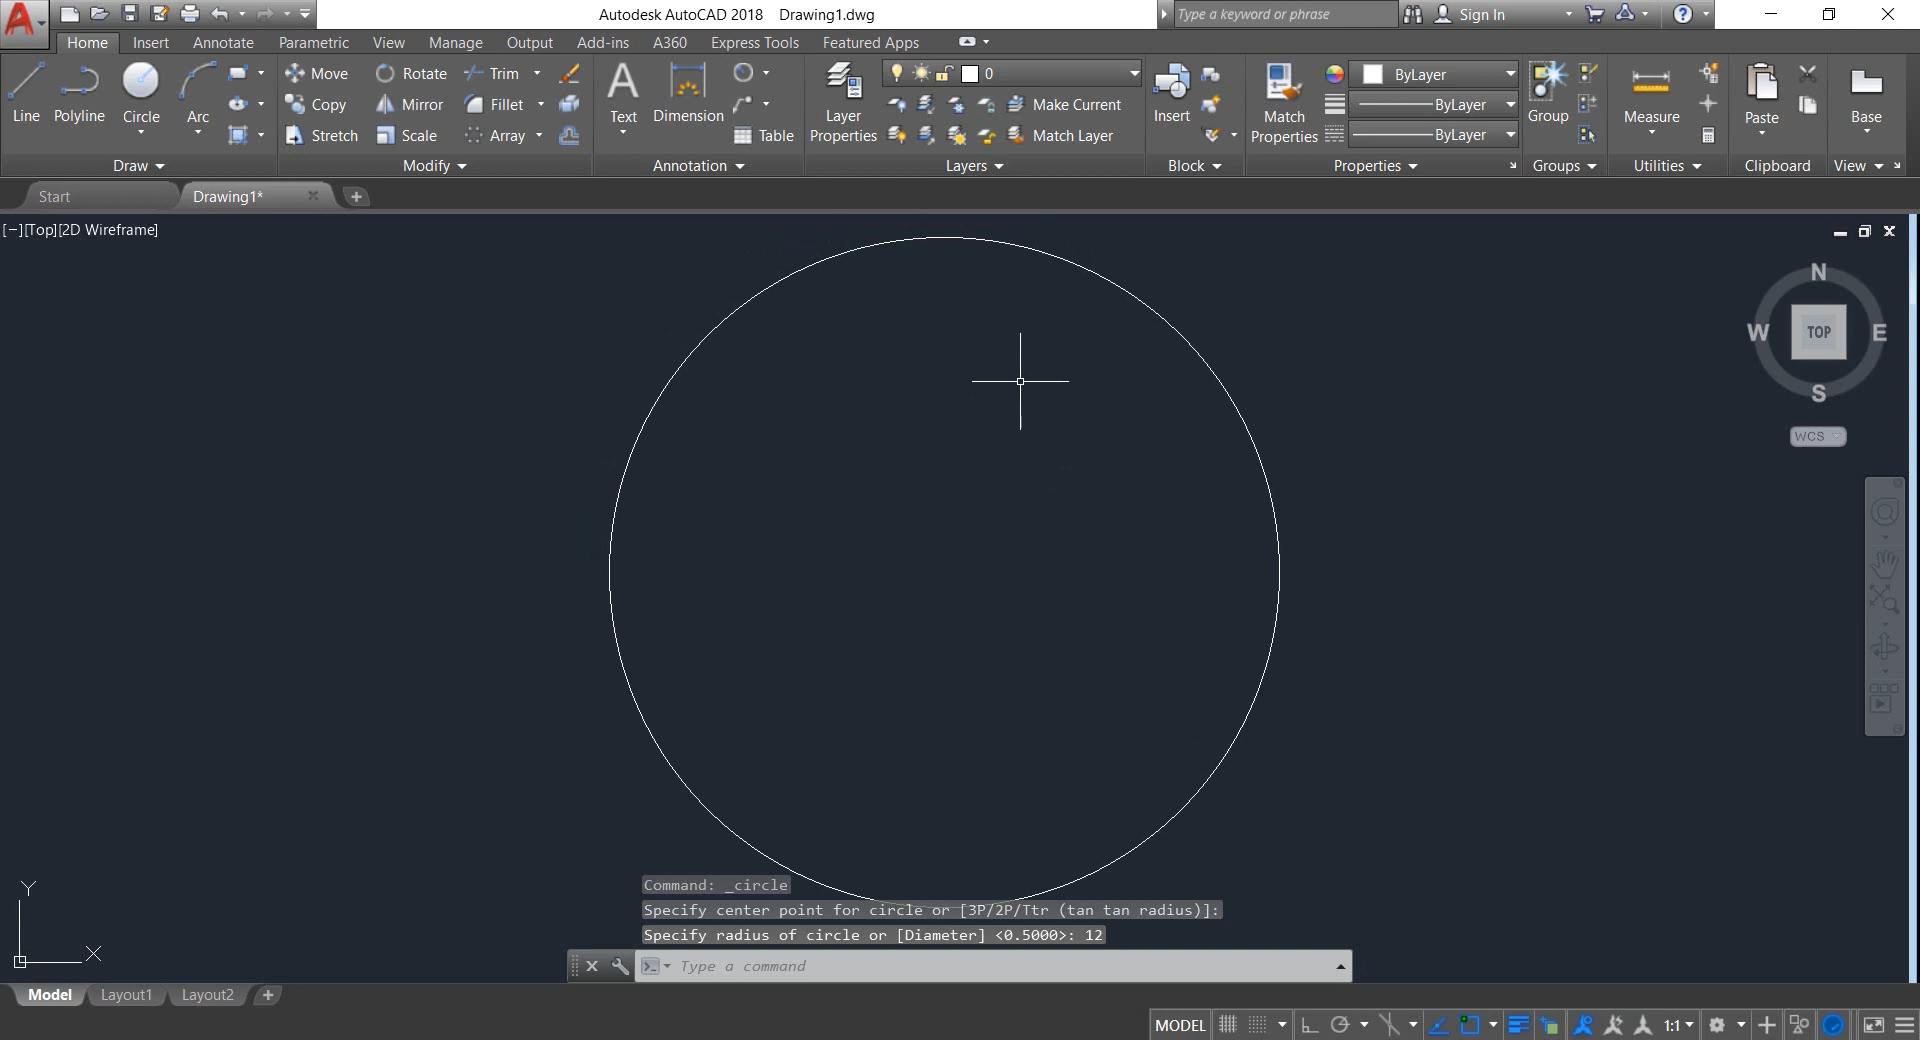 Autodesk AutoCAD 2018 Drawing1.dwg
Type a keyword or phrase
Sign In
Home Insert Annotate Parametric View Manage Output Add-ins A360 Express Tools Featured Apps
Line Polyline Circle Arc
Move Rotate Trim
Copy Mirror Fillet
Stretch Scale Array
Text Dimension Table
Layer Properties
0
Make Current
Match Layer
Insert
Match Properties
ByLayer
ByLayer
ByLayer
Group
Measure
Paste
Base
Draw Modify Annotation Layers Block Properties Groups Utilities Clipboard View
Start Drawing1*
[−][Top][2D Wireframe]
N
W TOP E
S
WCS
Y
X
Command: _circle
Specify center point for circle or [3P/2P/Ttr (tan tan radius)]:
Specify radius of circle or [Diameter] <0.5000>: 12
Type a command
Model Layout1 Layout2
MODEL 1:1